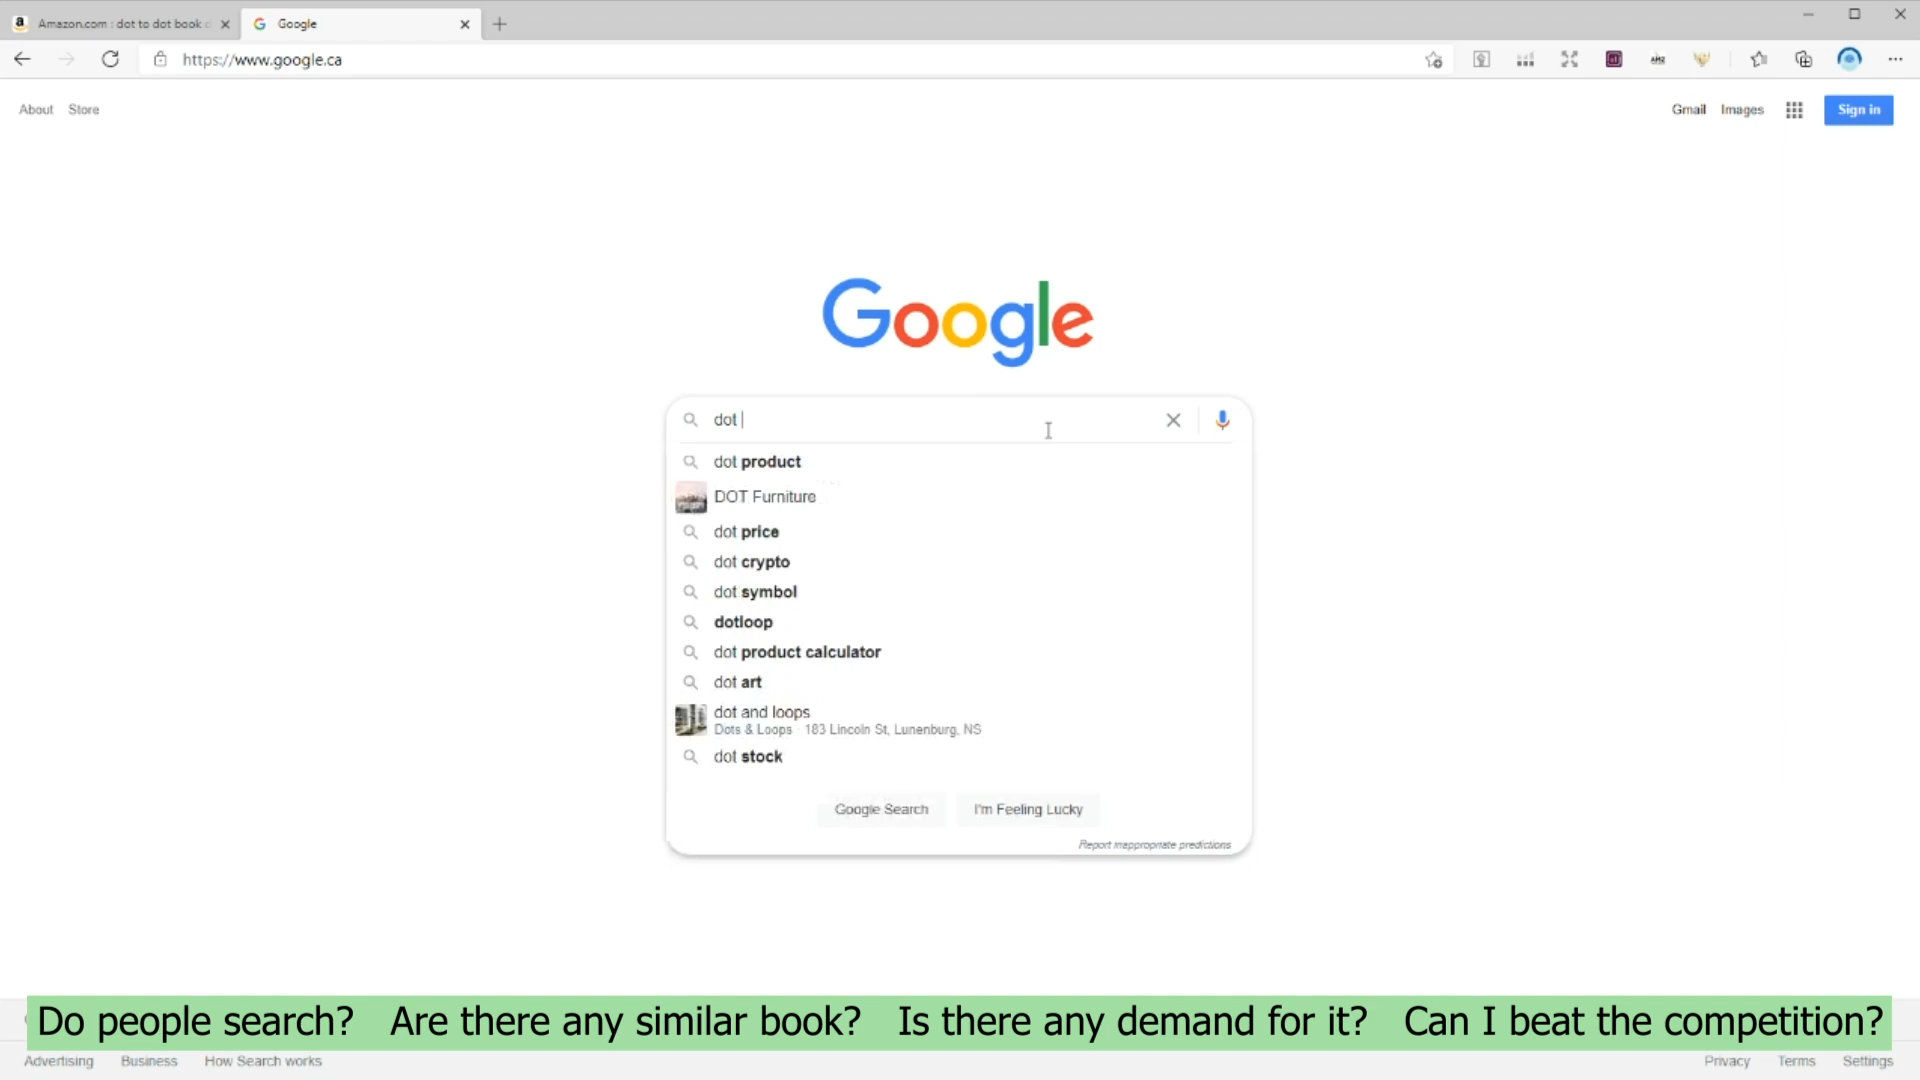 Amazon.com : dot to dot book
Google
https://www.google.ca
About Store
Gmail Images Sign in
Google
dot
dot product
DOT Furniture
dot price
dot crypto
dot symbol
dotloop
dot product calculator
dot art
dot and loops
Dots & Loops · 183 Lincoln St, Lunenburg, NS
dot stock
Google Search I'm Feeling Lucky
Report inappropriate predictions
Do people search? Are there any similar book? Is there any demand for it? Can I beat the competition?
Advertising Business How Search works
Privacy Terms Settings